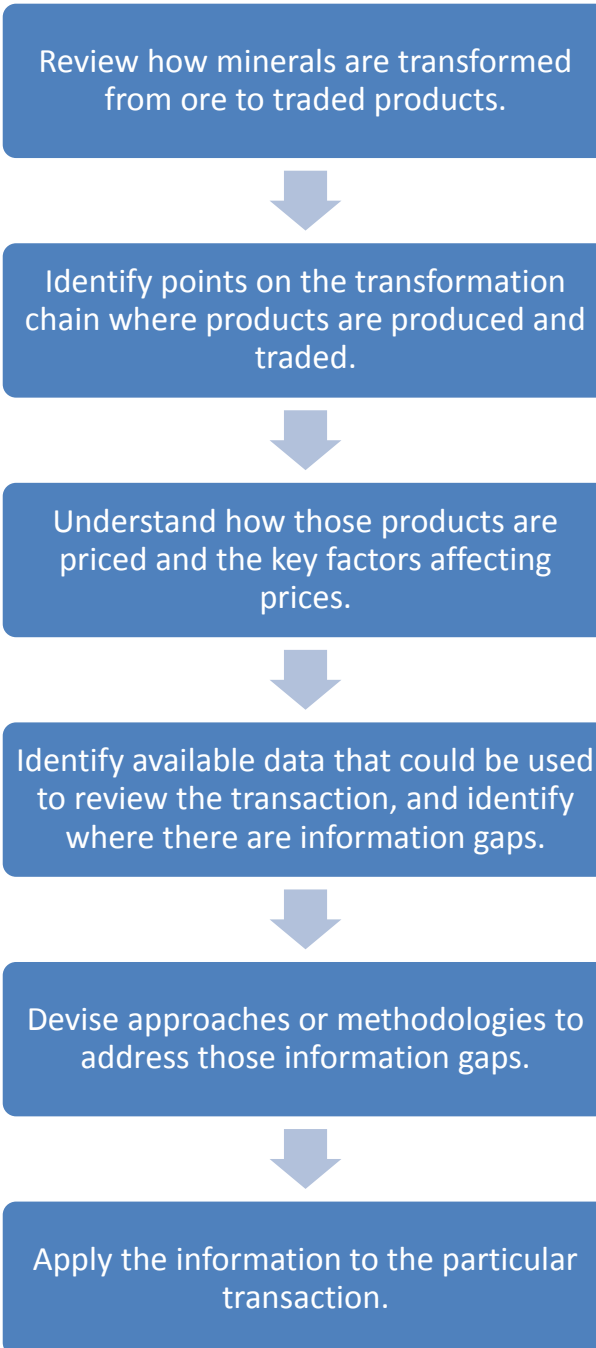 Review how minerals are transformed
from ore to traded products.
Identify points on the transformation
chain where products are produced and
traded.
Understand how those products are
priced and the key factors affecting
prices.
Identify available data that could be used
to review the transaction, and identify
where there are information gaps.
Devise approaches or methodologies to
address those information gaps.
Apply the information to the particular
transaction.